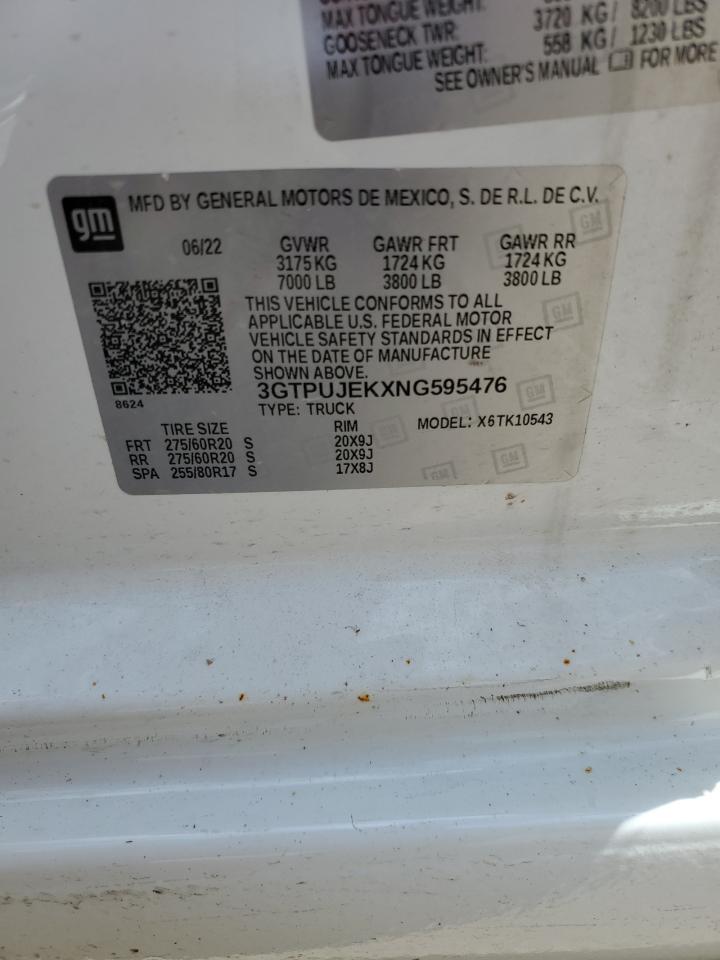 MAX TONGUE WEIGHT:
GOOSENECK TWR: 3720 KG/ 8200 LBS
MAX TONGUE WEIGHT: 558 KG/ 1230 LBS
SEE OWNER'S MANUAL FOR MORE
gm MFD BY GENERAL MOTORS DE MEXICO, S. DE R.L. DE C.V.
06/22 GVWR GAWR FRT GAWR RR
3175 KG 1724 KG 1724 KG
7000 LB 3800 LB 3800 LB
THIS VEHICLE CONFORMS TO ALL
APPLICABLE U.S. FEDERAL MOTOR
VEHICLE SAFETY STANDARDS IN EFFECT
ON THE DATE OF MANUFACTURE
SHOWN ABOVE.
8624 3GTPUJEKXNG595476
TYPE: TRUCK
TIRE SIZE RIM MODEL: X6TK10543
FRT 275/60R20 S 20X9J
RR 275/60R20 S 20X9J
SPA 255/80R17 S 17X8J